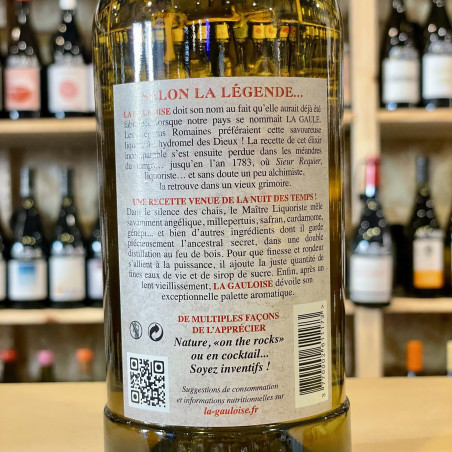 SELON LA LÉGENDE...
LA GAULOISE doit son nom au fait qu'elle aurait déjà été
lorsque notre pays se nommait LA GAULE.
Les Romaines préféraient cette savoureuse
hydromel des Dieux ! La recette de cet élixir
incomparable s'est ensuite perdue dans les méandres
du temps... jusqu'en l'an 1783, où Sieur Requier,
liquoriste... et sans doute un peu alchimiste,
la retrouve dans un vieux grimoire.
UNE RECETTE VENUE DE LA NUIT DES TEMPS !
Dans le silence des chais, le Maître Liquoriste mêle
savamment angélique, millepertuis, safran, cardamome,
génépi... et bien d'autres ingrédients dont il garde
précieusement l'ancestral secret, dans une double
distillation au feu de bois. Pour que finesse et rondeur
s'allient à la puissance, il ajoute la juste quantité de
fines eaux de vie et de sirop de sucre. Enfin, après un
lent vieillissement, LA GAULOISE dévoile son
exceptionnelle palette aromatique.
DE MULTIPLES FAÇONS
DE L'APPRÉCIER
Nature, «on the rocks»
ou en cocktail...
Soyez inventifs !
Suggestions de consommation
et informations nutritionnelles sur
la-gauloise.fr